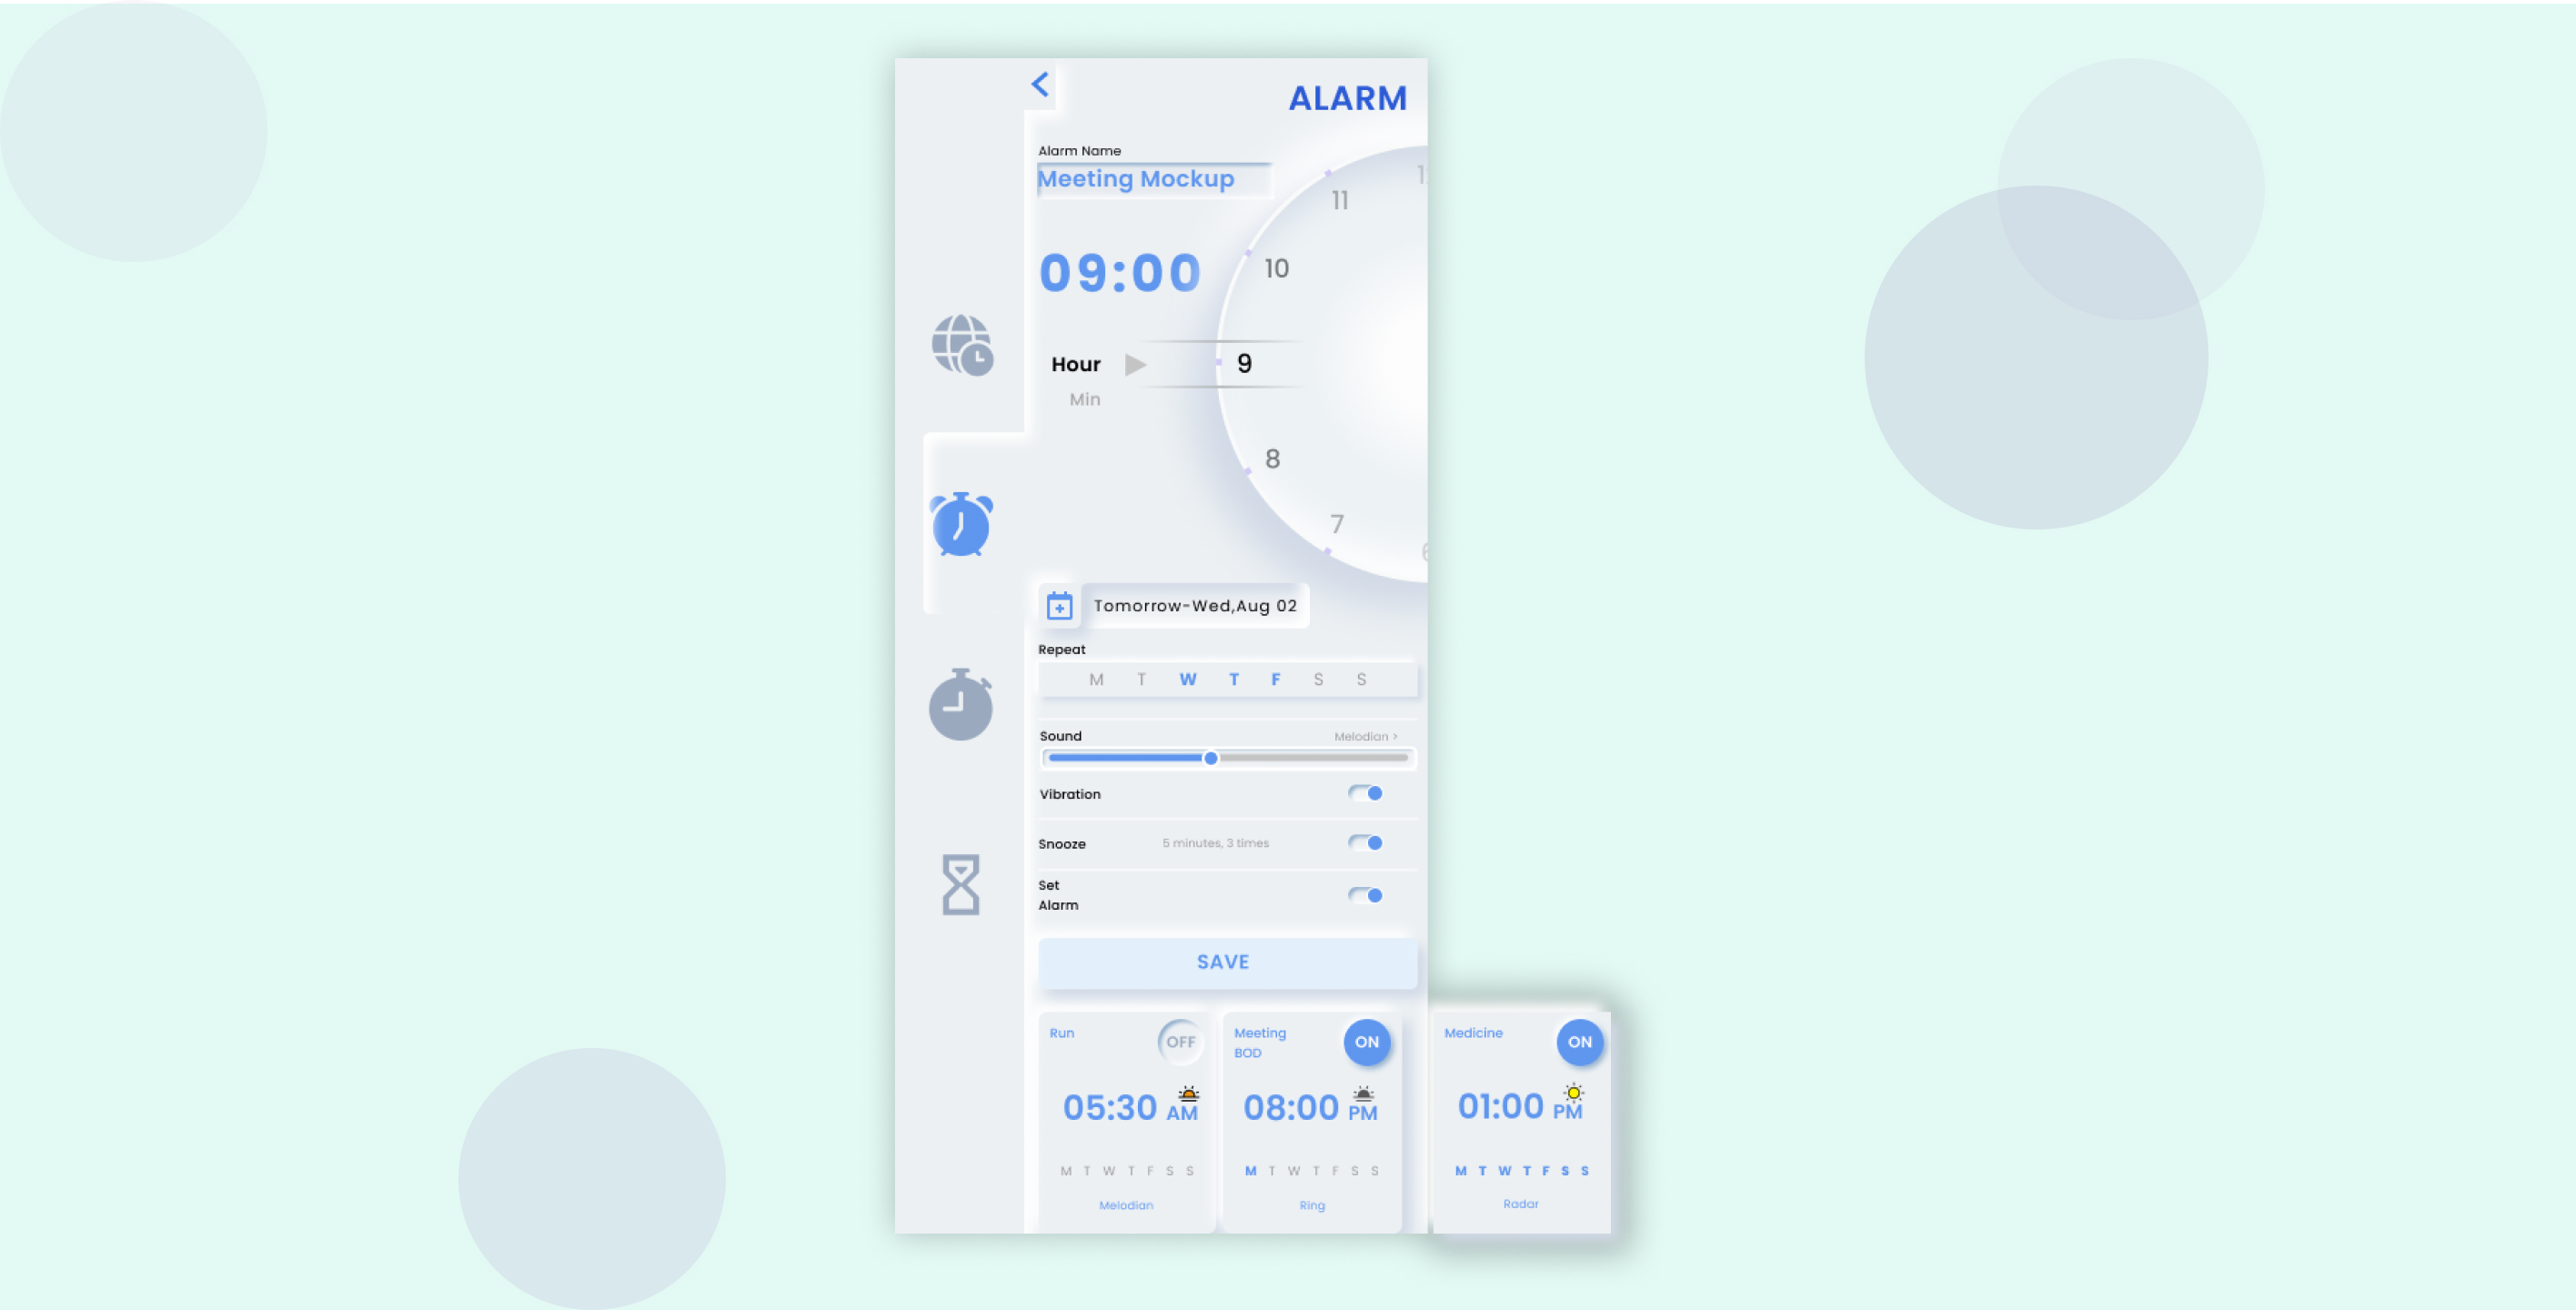 ALARM
Alarm Name
Meeting Mockup
11
10
09:00
Hour
9
Min
8
7
Tomorrow-Wed,Aug 02
Repeat
M T W T F S S
Sound Melodian >
Vibration
Snooze 5 minutes, 3 times
Set
Alarm
SAVE
Run OFF
05:30 AM
M T W T F S S
Melodian
Meeting
BOD
ON
08:00 PM
M T W T F S S
Ring
Medicine ON
01:00 PM
M T W T F S S
Radar